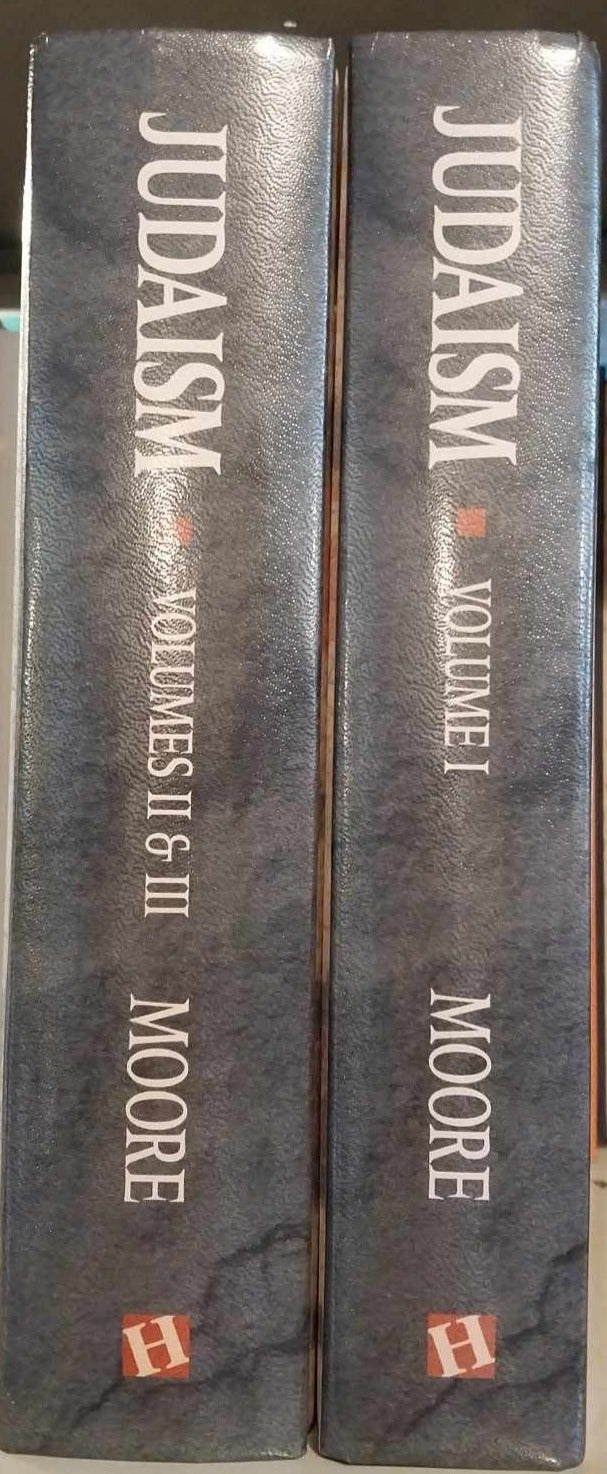 JUDAISM ▪ VOLUMES II & III MOORE H
JUDAISM ▪ VOLUME I MOORE H